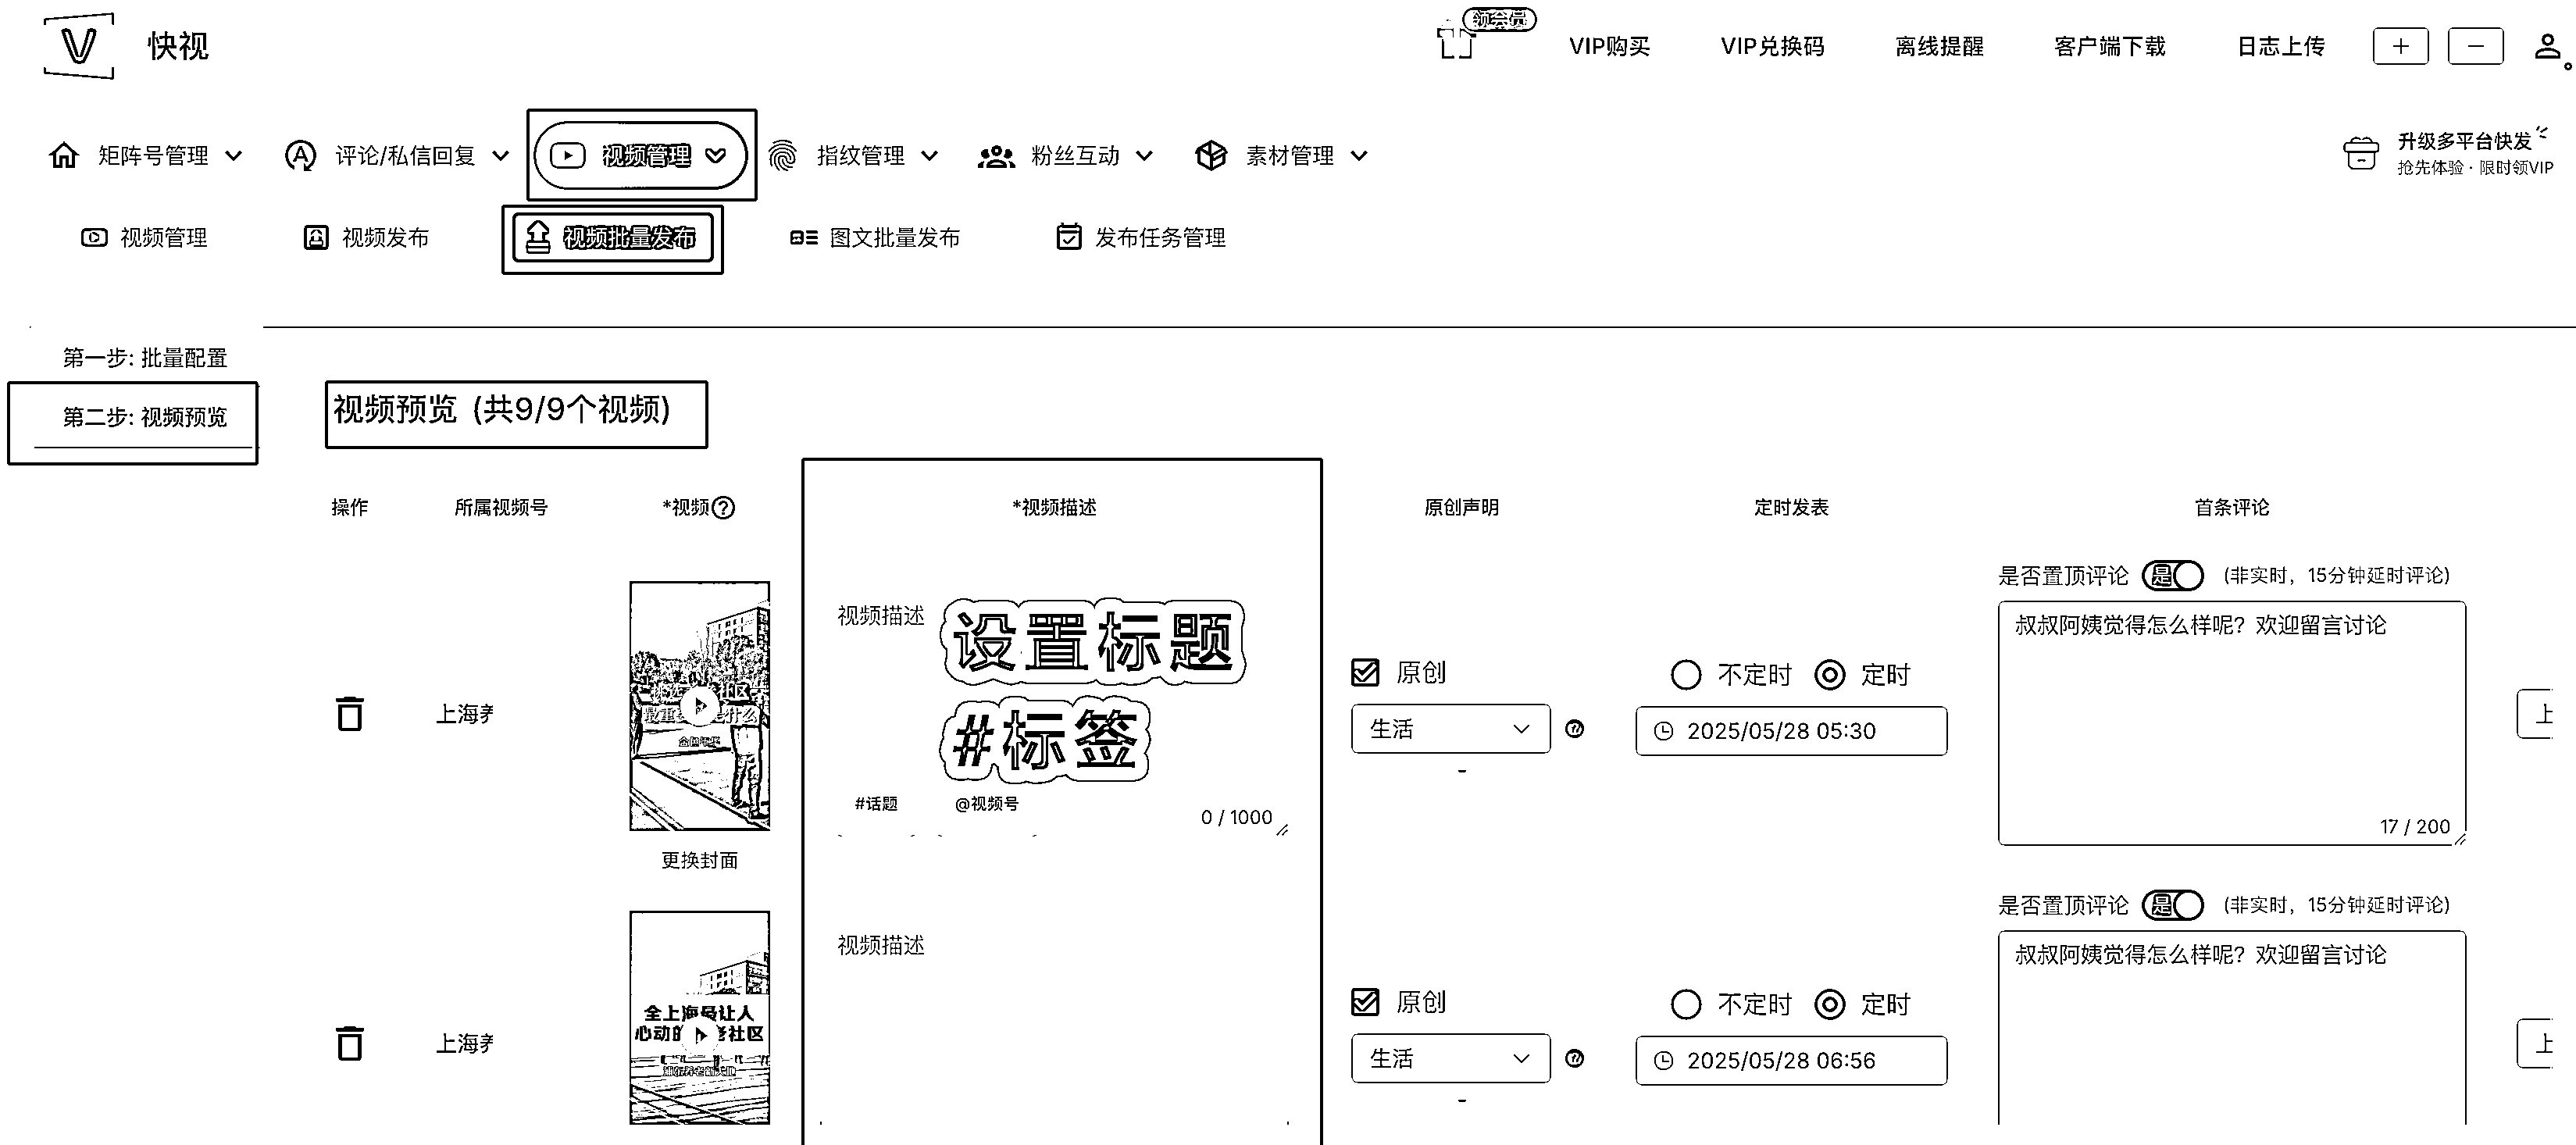 快视
领会员
VIP购买
VIP兑换码
离线提醒
客户端下载
日志上传
矩阵号管理
评论/私信回复
视频管理
指纹管理
粉丝互动
素材管理
升级多平台快发
抢先体验 · 限时领VIP
视频管理
视频发布
视频批量发布
图文批量发布
发布任务管理
第一步: 批量配置
第二步: 视频预览
视频预览 (共9/9个视频)
操作
所属视频号
*视频
*视频描述
原创声明
定时发表
首条评论
上海
更换封面
视频描述
设置标题
#标签
#话题
@视频号
0 / 1000
原创
生活
不定时
定时
2025/05/28 05:30
是否置顶评论
是
(非实时，15分钟延时评论)
叔叔阿姨觉得怎么样呢？欢迎留言讨论
17 / 200
上海
全上海最让人
视频描述
原创
生活
不定时
定时
2025/05/28 06:56
是否置顶评论
是
(非实时，15分钟延时评论)
叔叔阿姨觉得怎么样呢？欢迎留言讨论